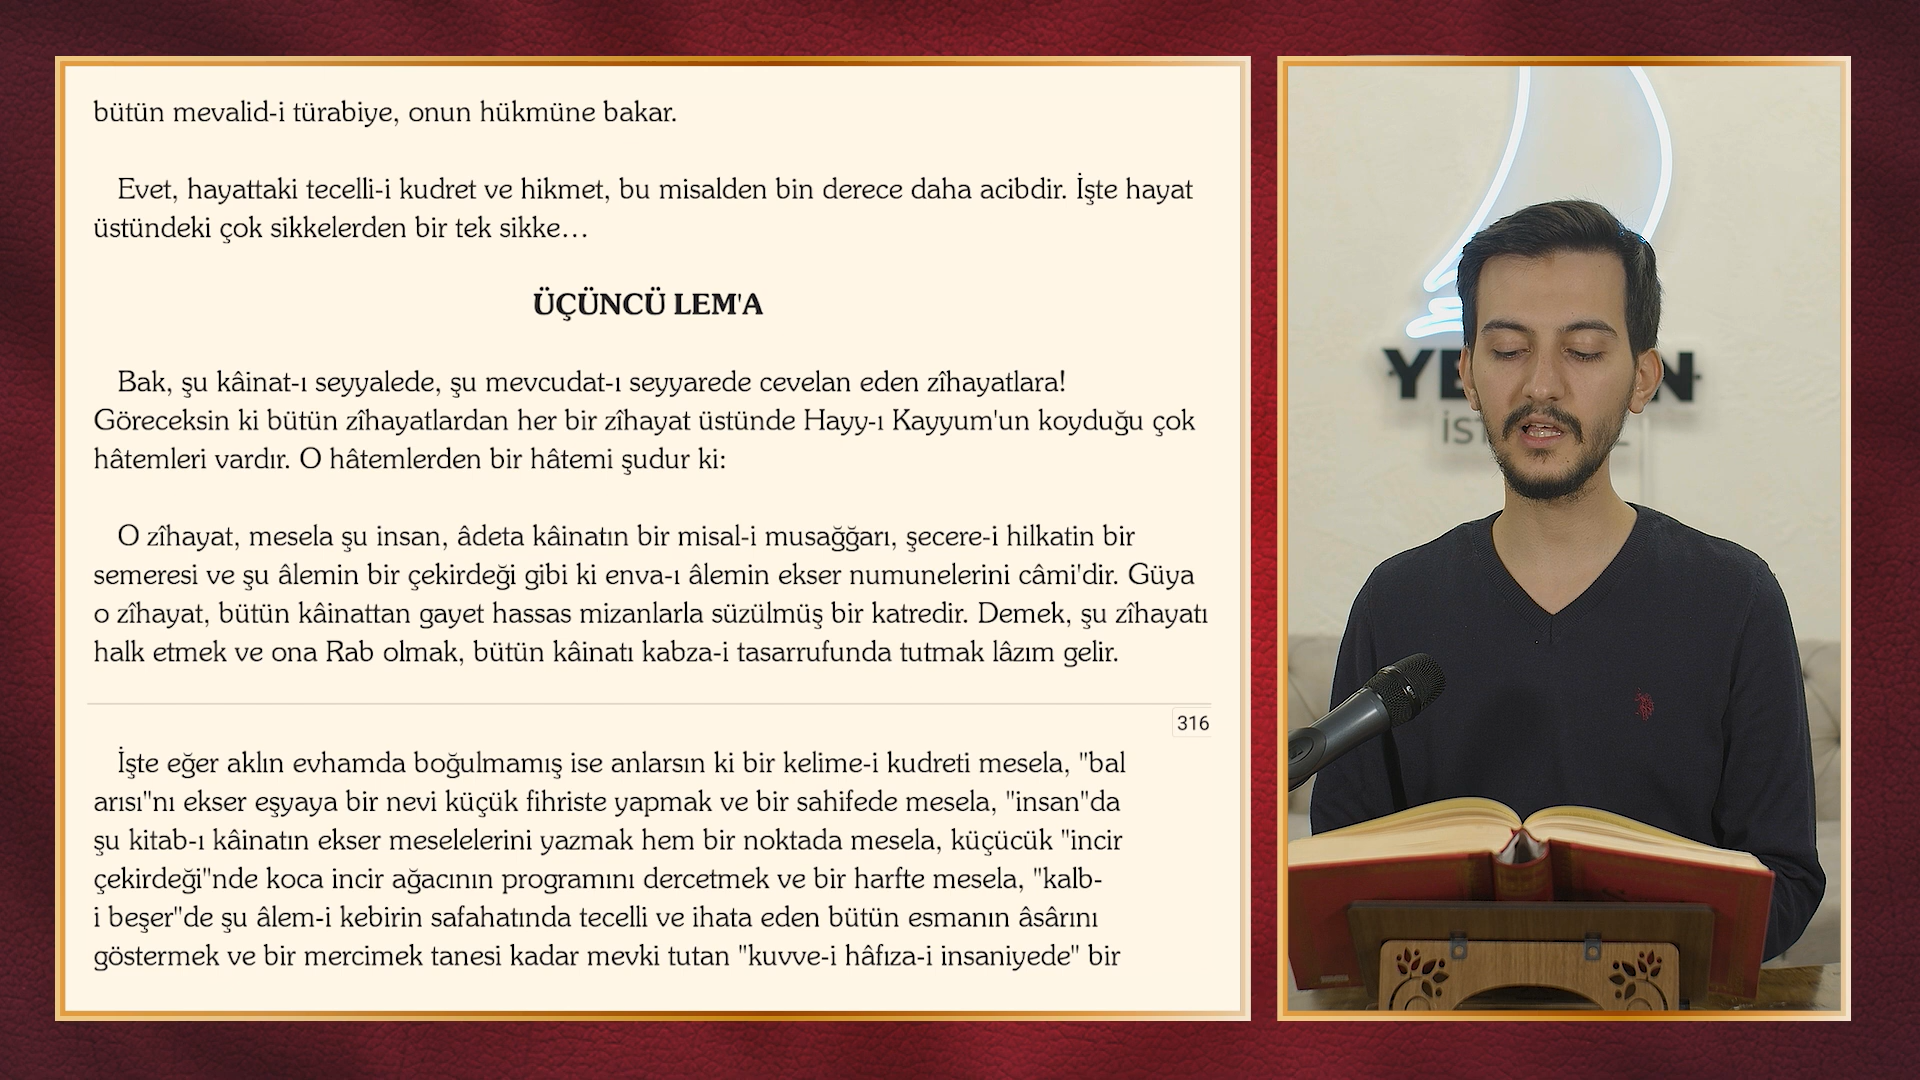 bütün mevalid-i türabiye, onun hükmüne bakar.
Evet, hayattaki tecelli-i kudret ve hikmet, bu misalden bin derece daha acibdir. İşte hayat
üstündeki çok sikkelerden bir tek sikke…
ÜÇÜNCÜ LEM'A
Bak, şu kâinat-ı seyyalede, şu mevcudat-ı seyyarede cevelan eden zîhayatlara!
Göreceksin ki bütün zîhayatlardan her bir zîhayat üstünde Hayy-ı Kayyum'un koyduğu çok
hâtemleri vardır. O hâtemlerden bir hâtemi şudur ki:
O zîhayat, mesela şu insan, âdeta kâinatın bir misal-i musağğarı, şecere-i hilkatin bir
semeresi ve şu âlemin bir çekirdeği gibi ki enva-ı âlemin ekser numunelerini câmi'dir. Güya
o zîhayat, bütün kâinattan gayet hassas mizanlarla süzülmüş bir katredir. Demek, şu zîhayatı
halk etmek ve ona Rab olmak, bütün kâinatı kabza-i tasarrufunda tutmak lâzım gelir.
316
İşte eğer aklın evhamda boğulmamış ise anlarsın ki bir kelime-i kudreti mesela, "bal
arısı"nı ekser eşyaya bir nevi küçük fihriste yapmak ve bir sahifede mesela, "insan"da
şu kitab-ı kâinatın ekser meselelerini yazmak hem bir noktada mesela, küçücük "incir
çekirdeği"nde koca incir ağacının programını dercetmek ve bir harfte mesela, "kalb-
i beşer"de şu âlem-i kebirin safahatında tecelli ve ihata eden bütün esmanın âsârını
göstermek ve bir mercimek tanesi kadar mevki tutan "kuvve-i hâfıza-i insaniyede" bir